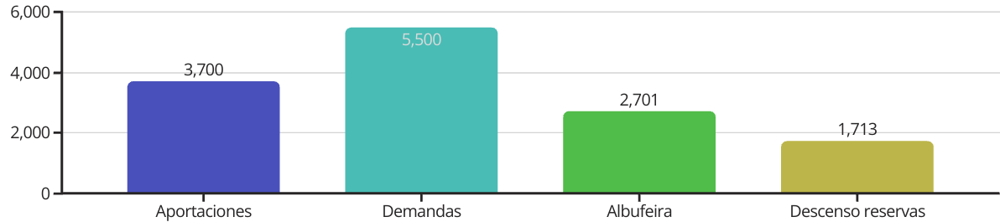 6,000
4,000
2,000
0
3,700
5,500
2,701
1,713
Aportaciones
Demandas
Albufeira
Descenso reservas